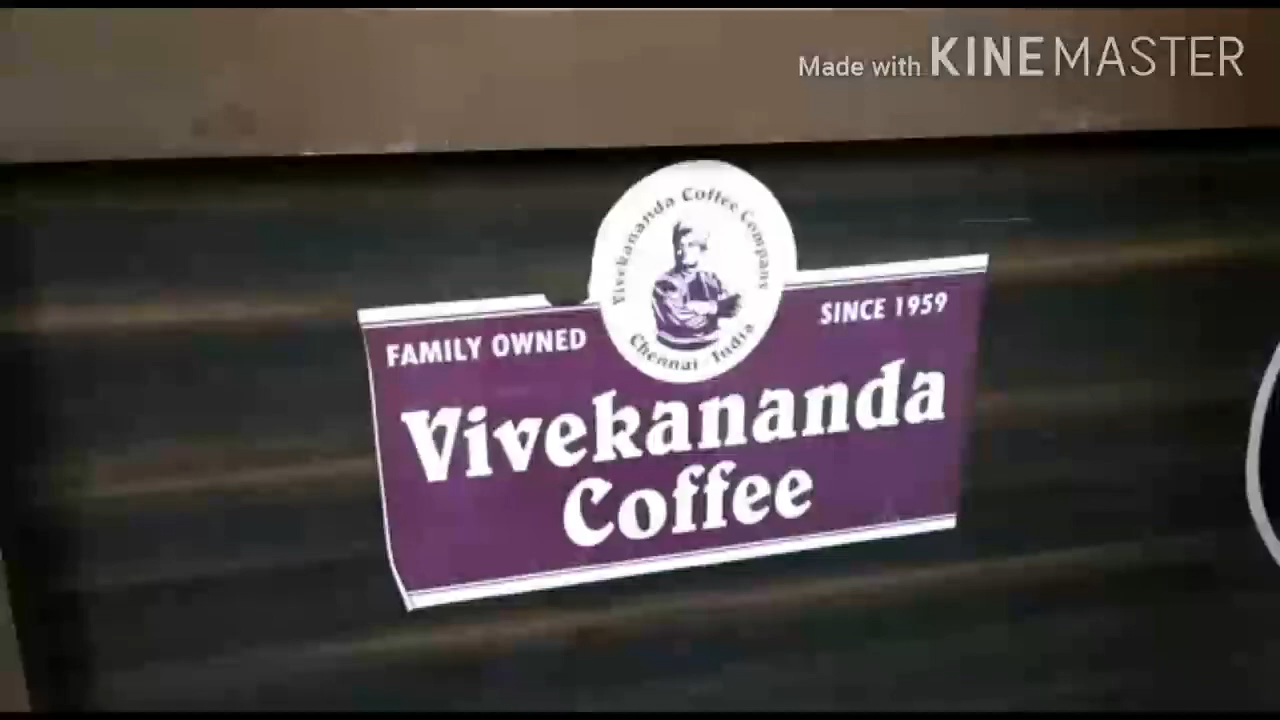 Made with KINEMASTER
Vivekananda Coffee Company
Chennai - India
FAMILY OWNED
SINCE 1959
Vivekananda
Coffee